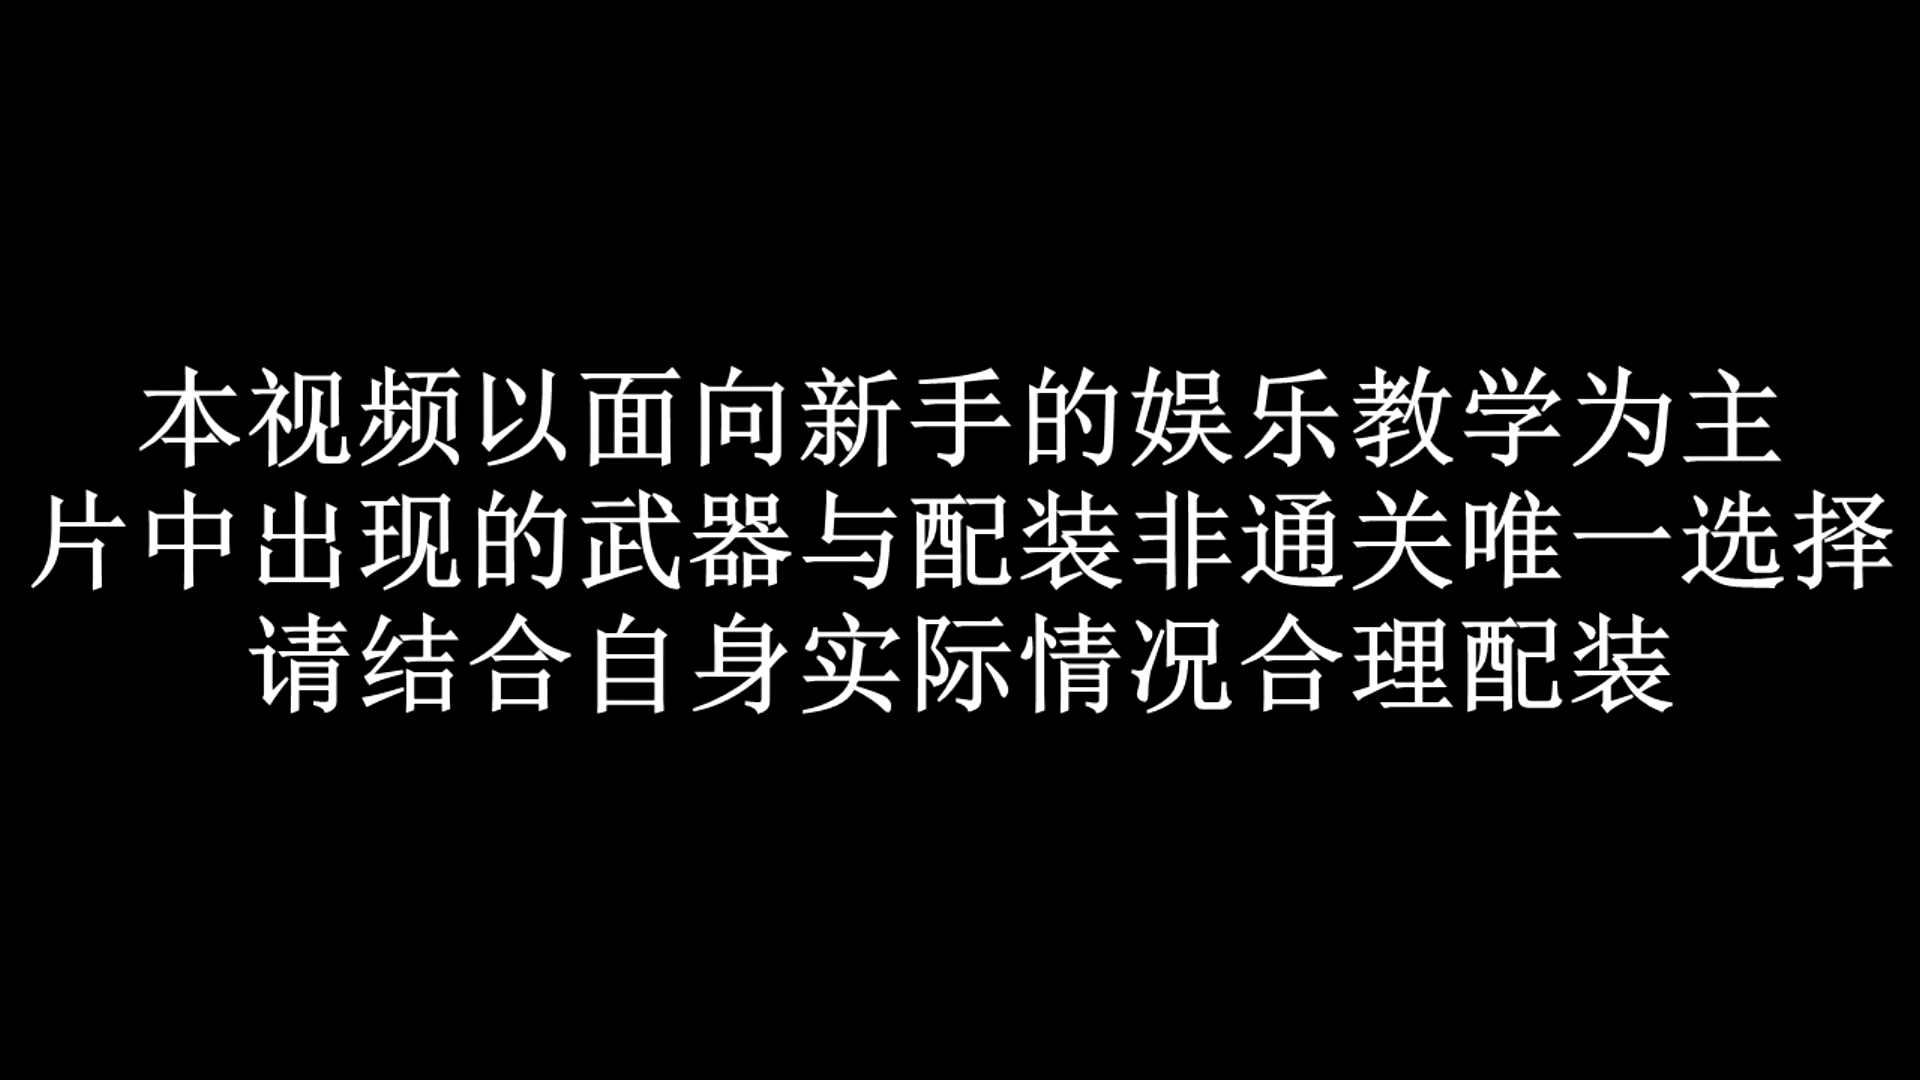 本视频以面向新手的娱乐教学为主
片中出现的武器与配装非通关唯一选择
请结合自身实际情况合理配装